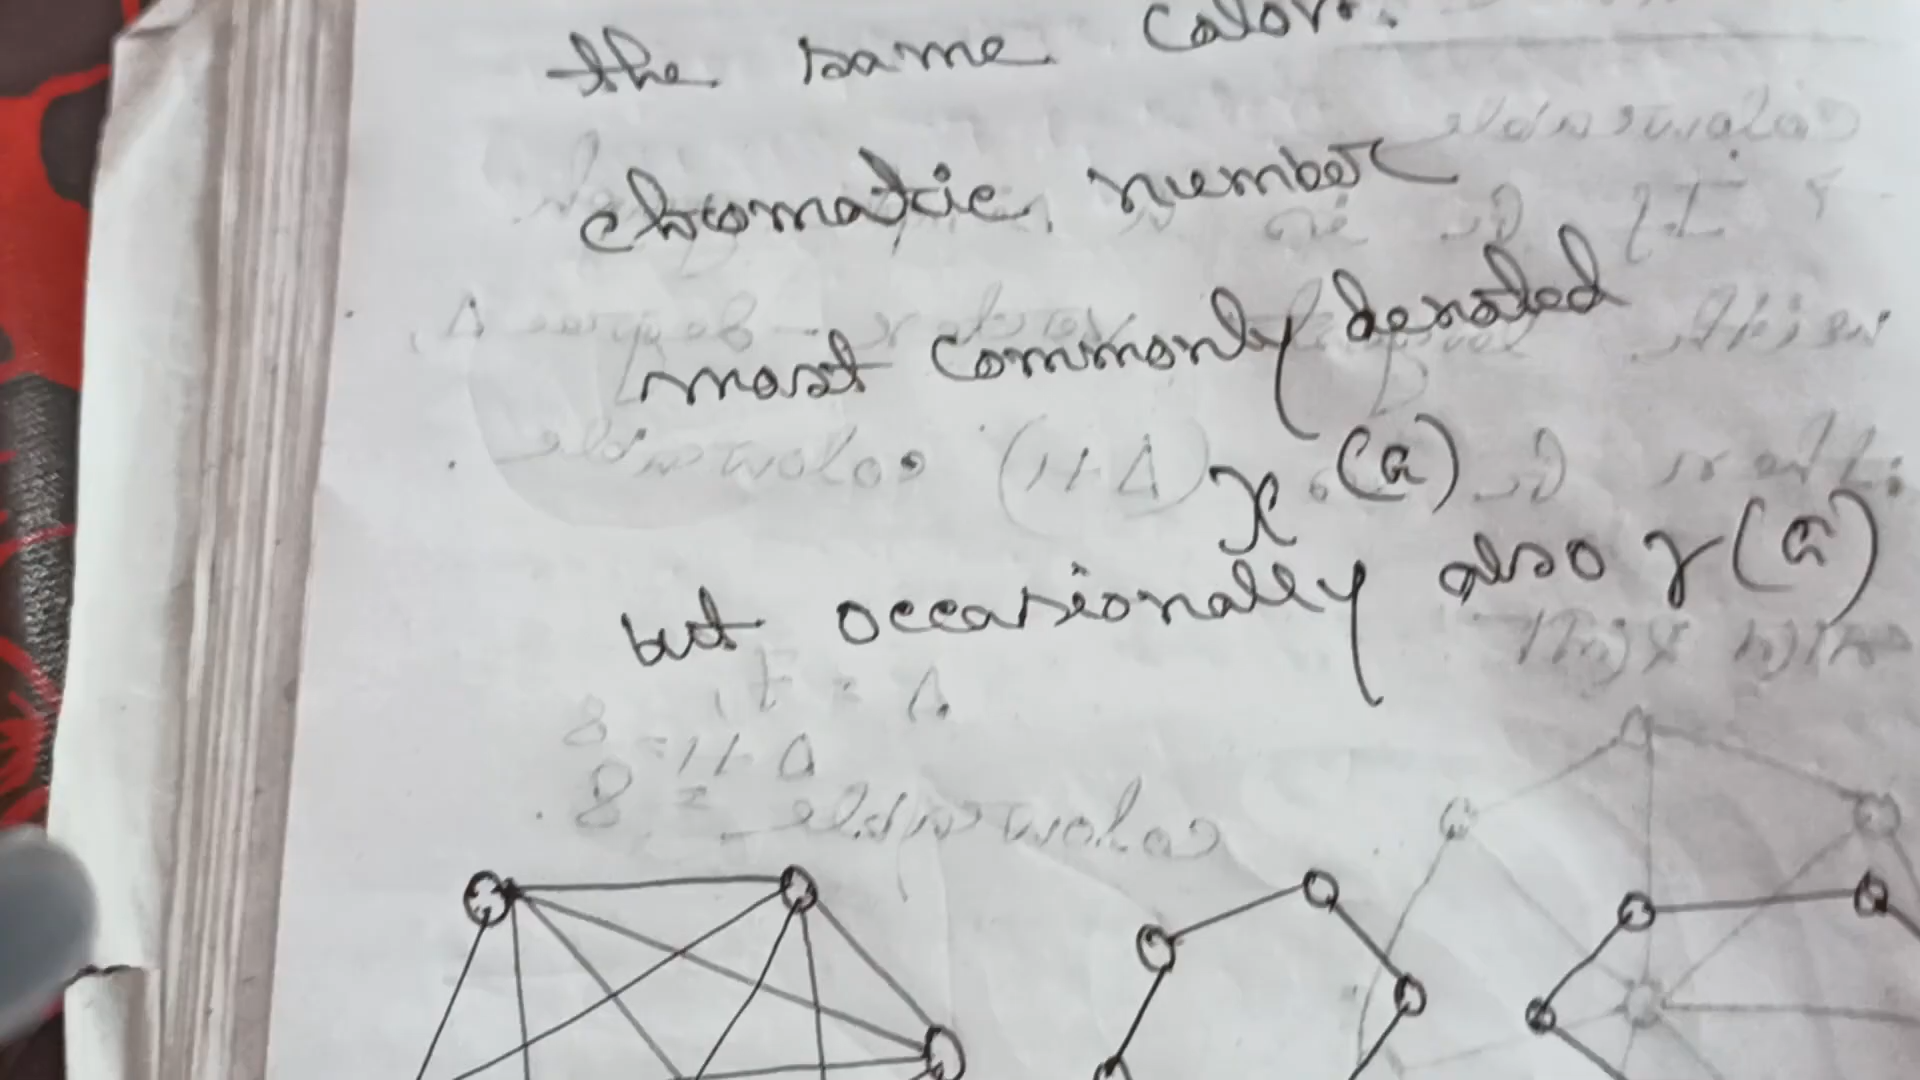 the same color.
chromatic number
most commonly denoted
χ (G)
but occasionally also γ (G)